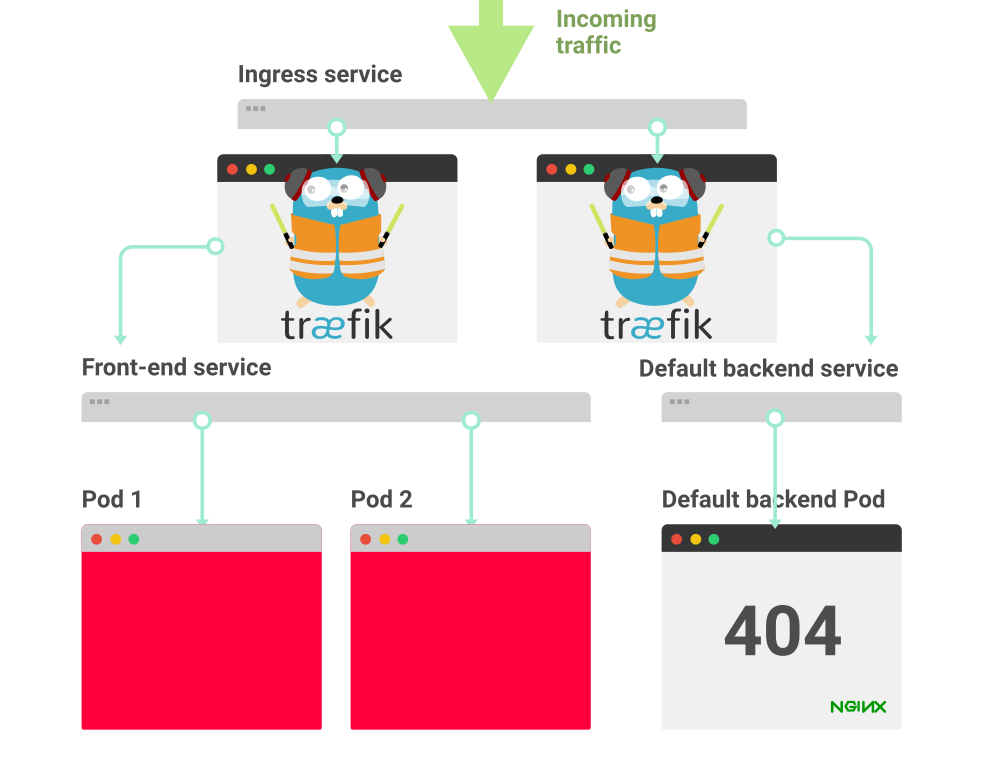 Incoming
traffic
Ingress service
træfik
træfik
Front-end service
Default backend service
Pod 1
Pod 2
Default backend Pod
404
NGINX